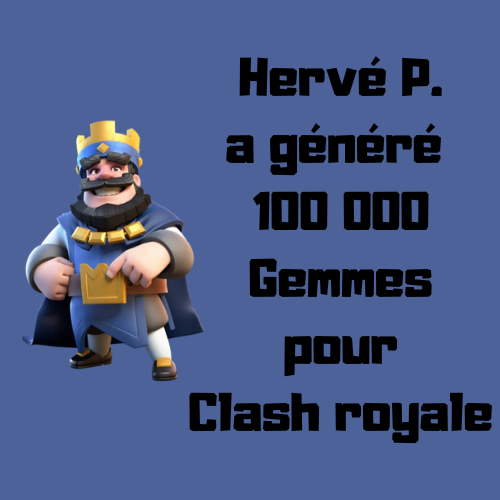 Hervé P.
a généré
100 000
Gemmes
pour
Clash royale